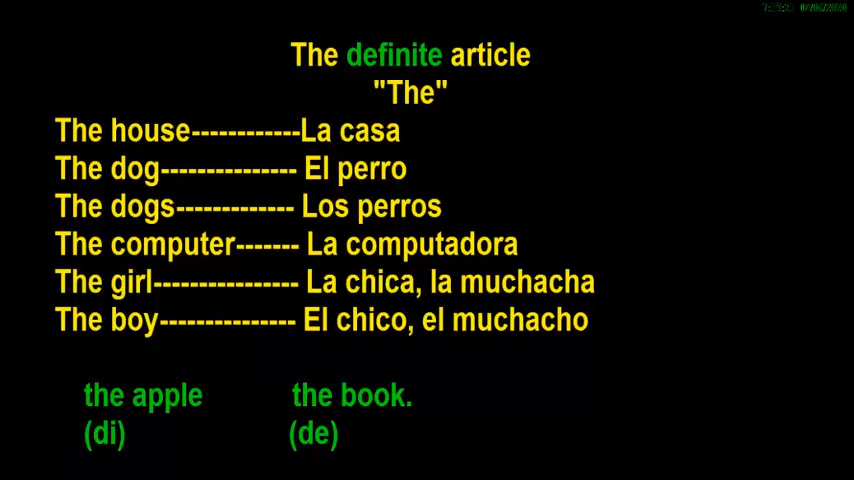 The definite article
"The"
The house------------La casa
The dog--------------- El perro
The dogs------------- Los perros
The computer------- La computadora
The girl---------------- La chica, la muchacha
The boy--------------- El chico, el muchacho
the apple the book.
(di) (de)